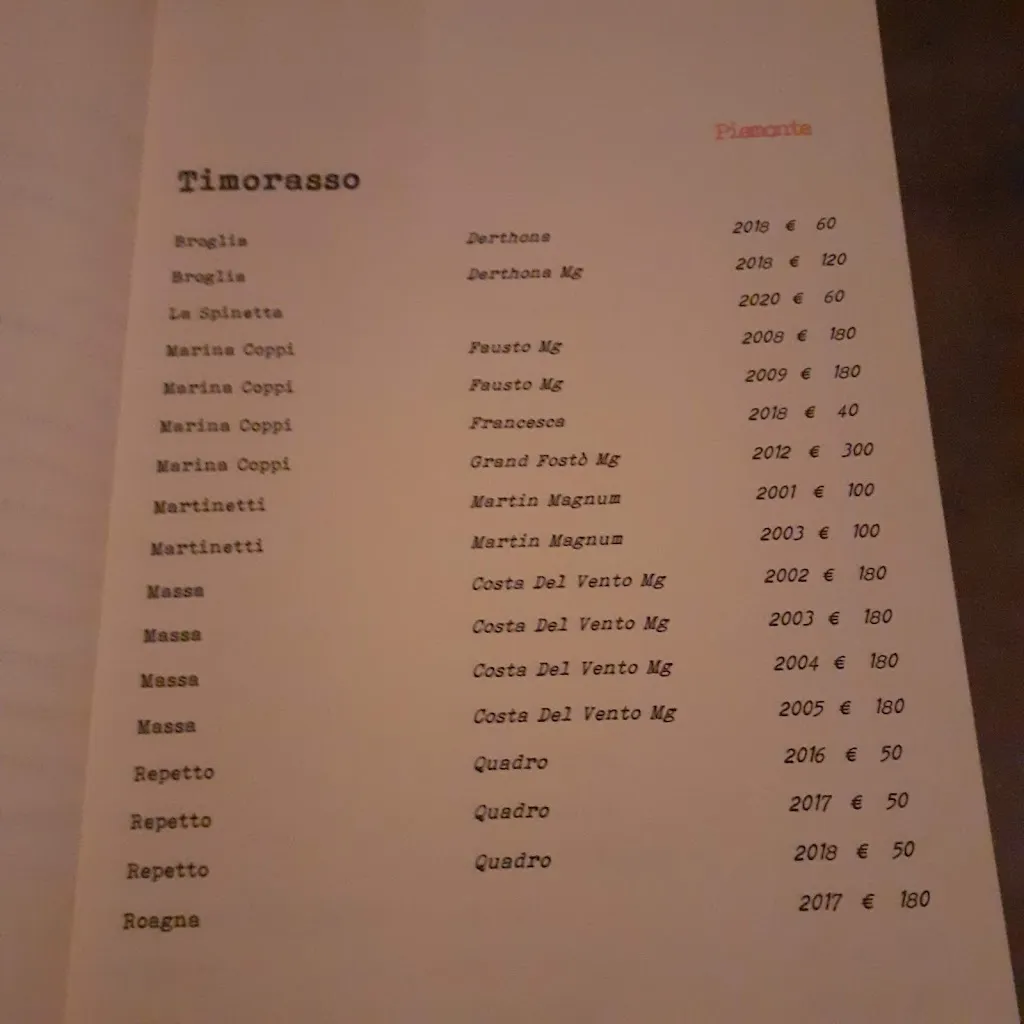 Piemonte
Timorasso
Broglia Derthona 2018 € 60
Broglia Derthona Mg 2018 € 120
La Spinetta 2020 € 60
Marina Coppi Fausto Mg 2008 € 180
Marina Coppi Fausto Mg 2009 € 180
Marina Coppi Francesca 2018 € 40
Marina Coppi Grand Fostò Mg 2012 € 300
Martinetti Martin Magnum 2001 € 100
Martinetti Martin Magnum 2003 € 100
Massa Costa Del Vento Mg 2002 € 180
Massa Costa Del Vento Mg 2003 € 180
Massa Costa Del Vento Mg 2004 € 180
Massa Costa Del Vento Mg 2005 € 180
Repetto Quadro 2016 € 50
Repetto Quadro 2017 € 50
Repetto Quadro 2018 € 50
Roagna 2017 € 180